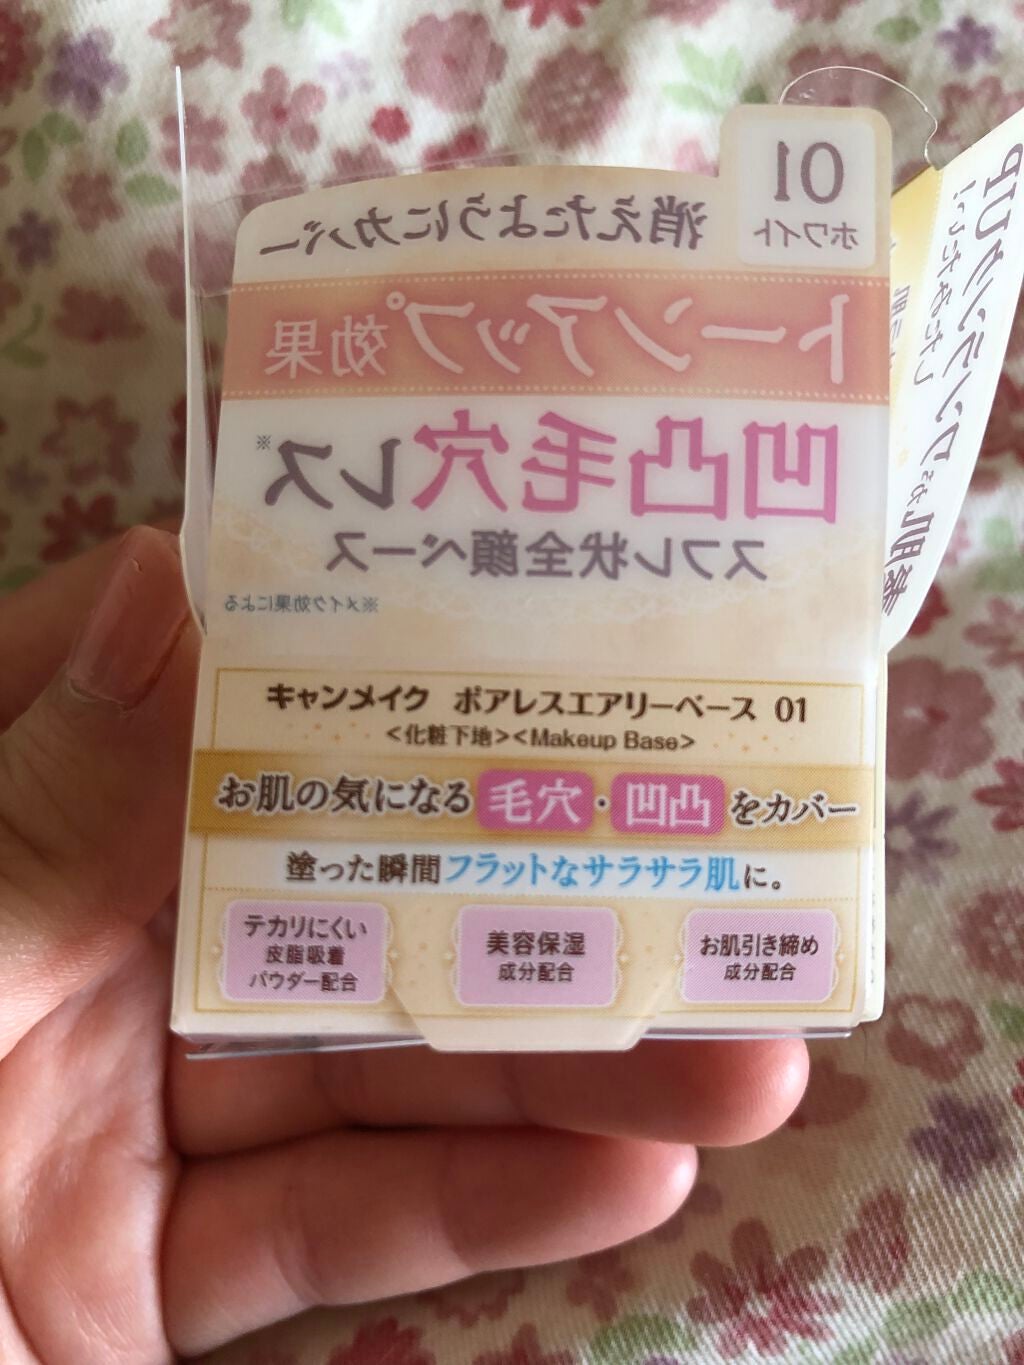 01
ホワイト
消えたようにカバー
トーンアップ効果
凹凸毛穴レス※
スフレ状全顔ベース
※メイク効果による
キャンメイク ポアレスエアリーベース 01
<化粧下地><Makeup Base>
お肌の気になる 毛穴・凹凸 をカバー
塗った瞬間フラットなサラサラ肌に。
テカリにくい
皮脂吸着
パウダー配合
美容保湿
成分配合
お肌引き締め
成分配合